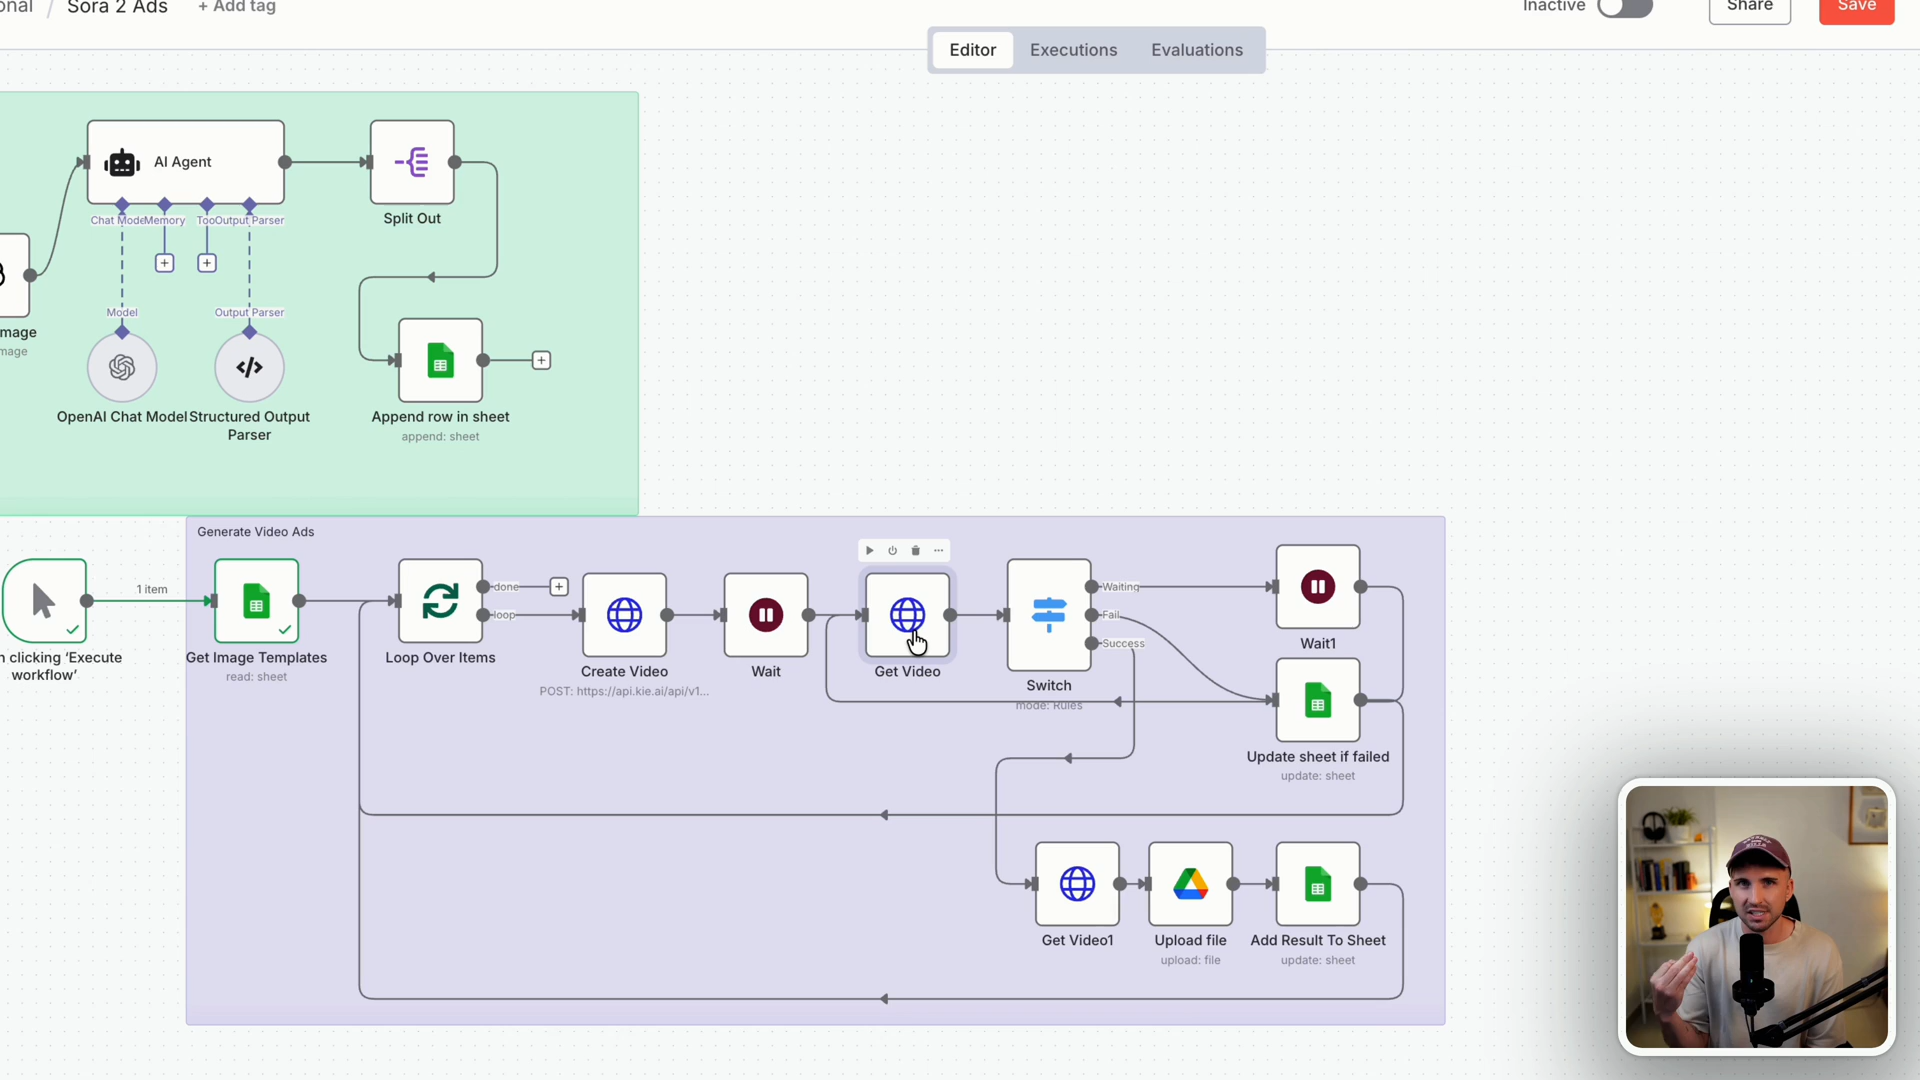 onal / Sora 2 Ads + Add tag
Inactive
Share
Save
Editor Executions Evaluations
AI Agent
Chat Mode Memory Too Output Parser
Split Out
mage
mage
Model
Output Parser
OpenAI Chat Model
Structured Output
Parser
Append row in sheet
append: sheet
Generate Video Ads
1 item
n clicking ‘Execute
workflow’
Get Image Templates
read: sheet
done
loop
Loop Over Items
Create Video
POST: https://api.kie.ai/api/v1...
Wait
Get Video
Waiting
Fail
Success
Switch
mode: Rules
Wait1
Update sheet if failed
update: sheet
Get Video1
Upload file
upload: file
Add Result To Sheet
update: sheet